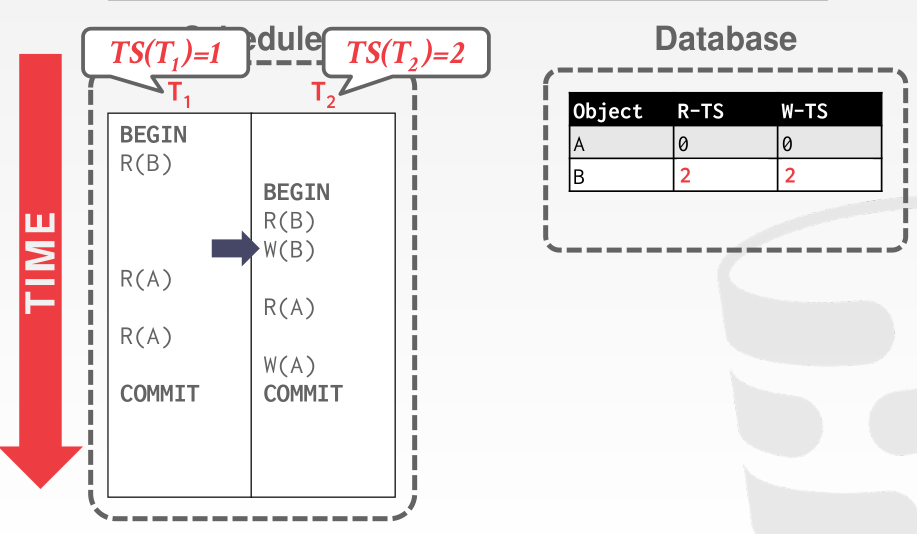 TS(T1)=1
TS(T2)=2
Database
T1
T2
TIME
BEGIN
R(B)
BEGIN
R(B)
W(B)
R(A)
R(A)
R(A)
W(A)
COMMIT
COMMIT
Object R-TS W-TS
A 0 0
B 2 2